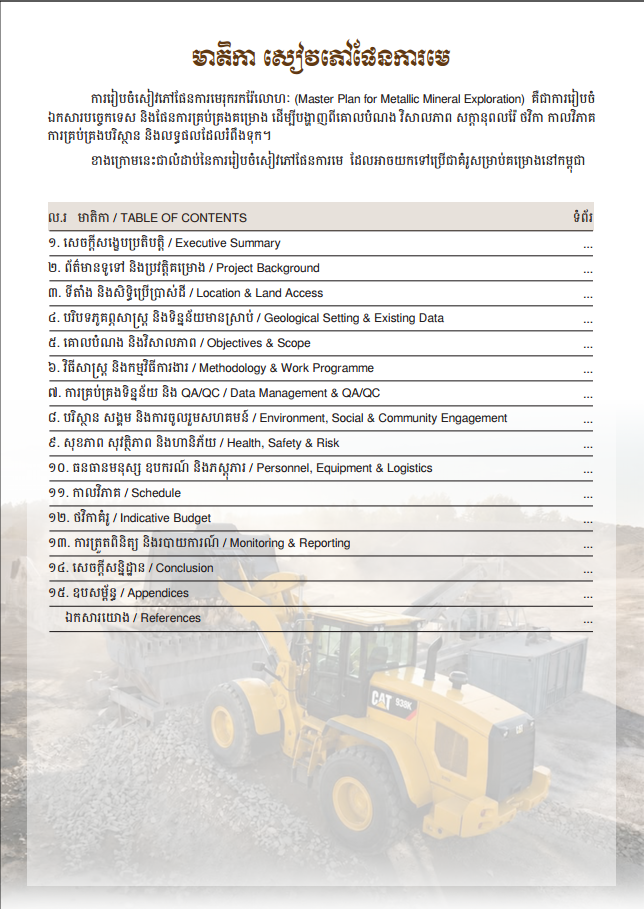 មាតិកា សៀវភៅផែនការមេ
ការរៀបចំសៀវភៅផែនការមេរុករករ៉ែលោហៈ (Master Plan for Metallic Mineral Exploration) គឺជាការរៀបចំ
ឯកសារបច្ចេកទេស និងផែនការគ្រប់គ្រងគម្រោង ដើម្បីបង្ហាញពីគោលបំណង វិសាលភាព សក្តានុពលរ៉ែ ថវិកា កាលវិភាគ
ការគ្រប់គ្រងបរិស្ថាន និងលទ្ធផលដែលរំពឹងទុក។
ខាងក្រោមនេះជាលំដាប់នៃការរៀបចំសៀវភៅផែនការមេ ដែលអាចយកទៅប្រើជាគំរូសម្រាប់គម្រោងនៅកម្ពុជា
ល.រ មាតិកា / TABLE OF CONTENTS ទំព័រ
១. សេចក្តីសង្ខេបប្រតិបត្តិ / Executive Summary ...
២. ព័ត៌មានទូទៅ និងប្រវត្តិគម្រោង / Project Background ...
៣. ទីតាំង និងសិទ្ធិប្រើប្រាស់ដី / Location & Land Access ...
៤. បរិបទភូគព្ភសាស្ត្រ និងទិន្នន័យមានស្រាប់ / Geological Setting & Existing Data ...
៥. គោលបំណង និងវិសាលភាព / Objectives & Scope ...
៦. វិធីសាស្ត្រ និងកម្មវិធីការងារ / Methodology & Work Programme ...
៧. ការគ្រប់គ្រងទិន្នន័យ និង QA/QC / Data Management & QA/QC ...
៨. បរិស្ថាន សង្គម និងការចូលរួមសហគមន៍ / Environment, Social & Community Engagement ...
៩. សុខភាព សុវត្ថិភាព និងហានិភ័យ / Health, Safety & Risk ...
១០. ធនធានមនុស្ស ឧបករណ៍ និងភស្តុភារ / Personnel, Equipment & Logistics ...
១១. កាលវិភាគ / Schedule ...
១២. ថវិកាគំរូ / Indicative Budget ...
១៣. ការត្រួតពិនិត្យ និងរបាយការណ៍ / Monitoring & Reporting ...
១៤. សេចក្តីសន្និដ្ឋាន / Conclusion ...
១៥. ឧបសម្ព័ន្ធ / Appendices ...
ឯកសារយោង / References ...
CAT 938K